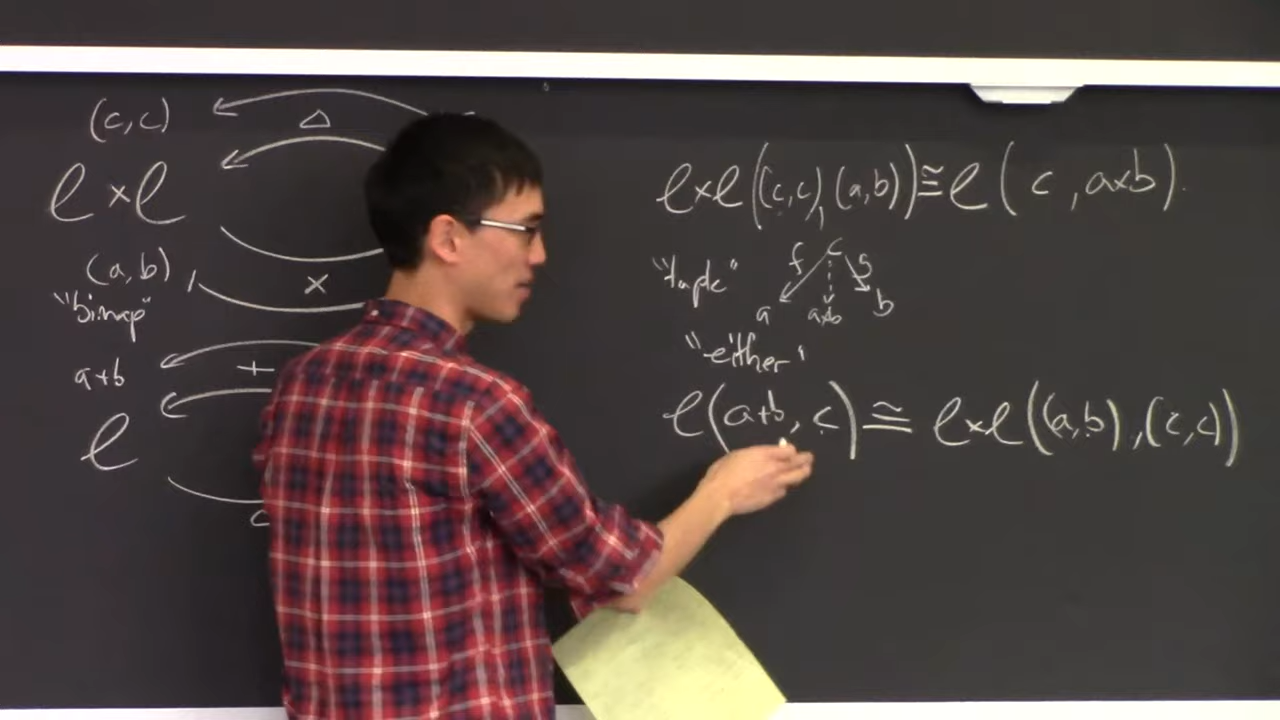 (c,c)
Δ
𝒞 × 𝒞
(a,b)
×
"bimap"
a+b
+
𝒞
𝒞×𝒞((c,c),(a,b)) ≅ 𝒞( c , a×b ).
"tuple"
c
f g
a a×b b
"either"
𝒞(a+b, c) ≅ 𝒞×𝒞((a,b),(c,c))